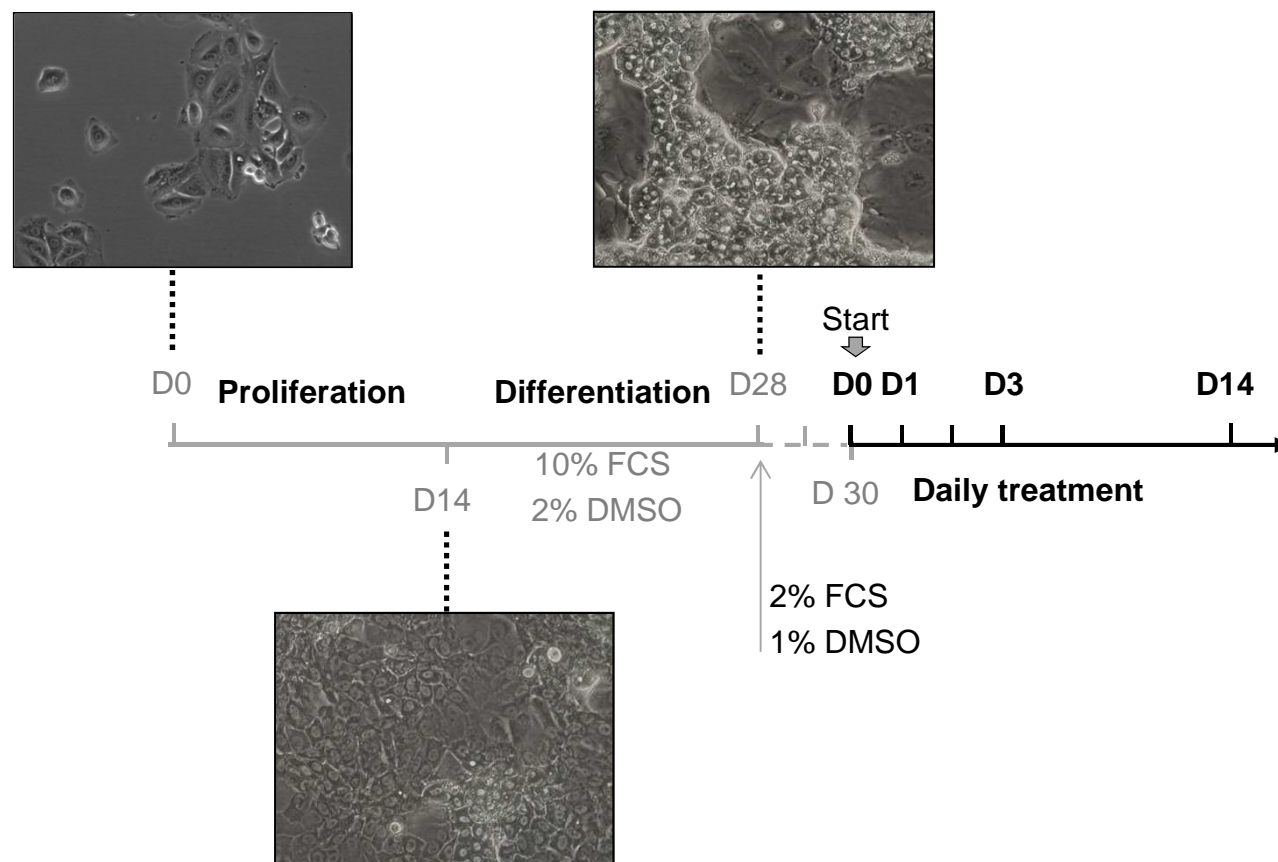 Start
D0
Proliferation
Differentiation
D28
D0 D1
D3
D14
10% FCS
2% DMSO
D14
D 30
Daily treatment
2% FCS
1% DMSO